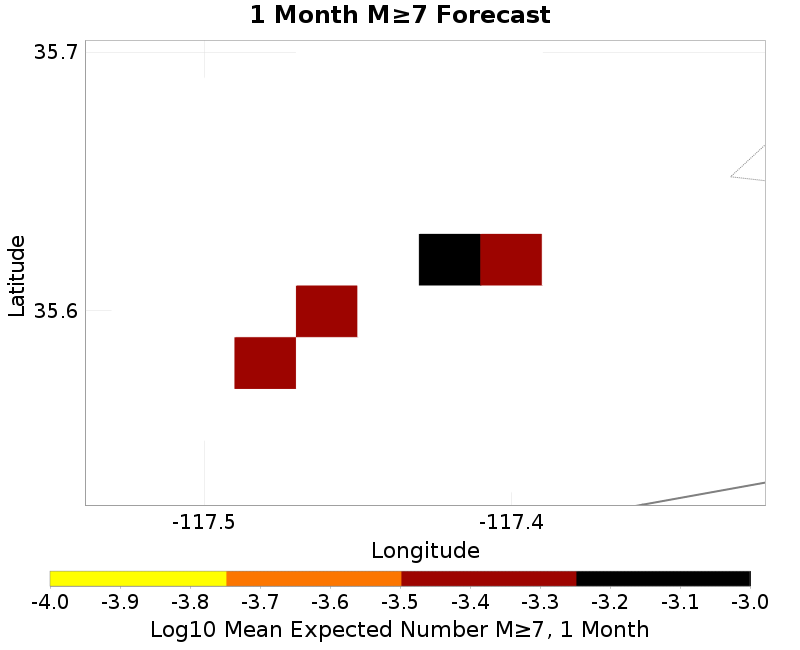 1 Month M≥7 Forecast
35.7
35.6
Latitude
-117.5 -117.4
Longitude
-4.0 -3.9 -3.8 -3.7 -3.6 -3.5 -3.4 -3.3 -3.2 -3.1 -3.0
Log10 Mean Expected Number M≥7, 1 Month